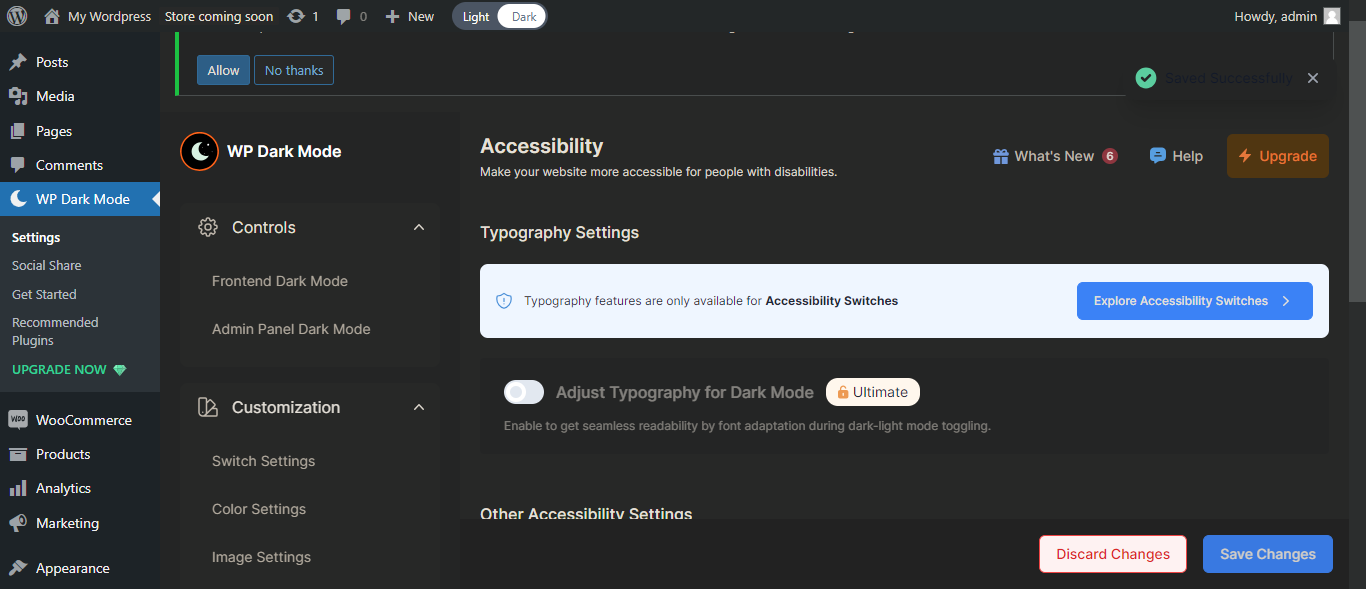 My Wordpress Store coming soon 1 0 New Light Dark Howdy, admin
Posts
Media
Pages
Comments
WP Dark Mode
Settings
Social Share
Get Started
Recommended
Plugins
UPGRADE NOW
WooCommerce
Products
Analytics
Marketing
Appearance
Allow No thanks
Saved Successfully
WP Dark Mode
Controls
Frontend Dark Mode
Admin Panel Dark Mode
Customization
Switch Settings
Color Settings
Image Settings
Accessibility
Make your website more accessible for people with disabilities.
What's New 6 Help Upgrade
Typography Settings
Typography features are only available for Accessibility Switches
Explore Accessibility Switches
Adjust Typography for Dark Mode Ultimate
Enable to get seamless readability by font adaptation during dark-light mode toggling.
Other Accessibility Settings
Discard Changes Save Changes